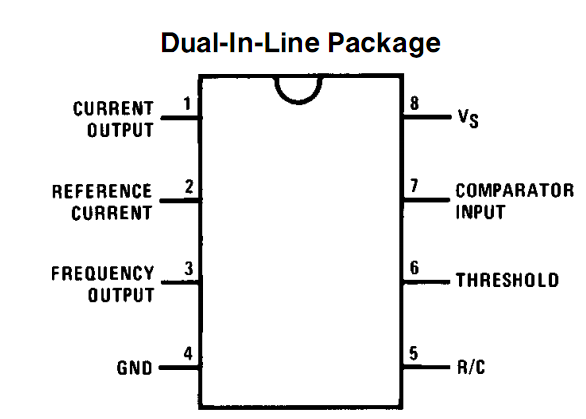 Dual-In-Line Package
CURRENT
OUTPUT
1
REFERENCE
CURRENT
2
FREQUENCY
OUTPUT
3
GND
4
8
VS
7
COMPARATOR
INPUT
6
THRESHOLD
5
R/C